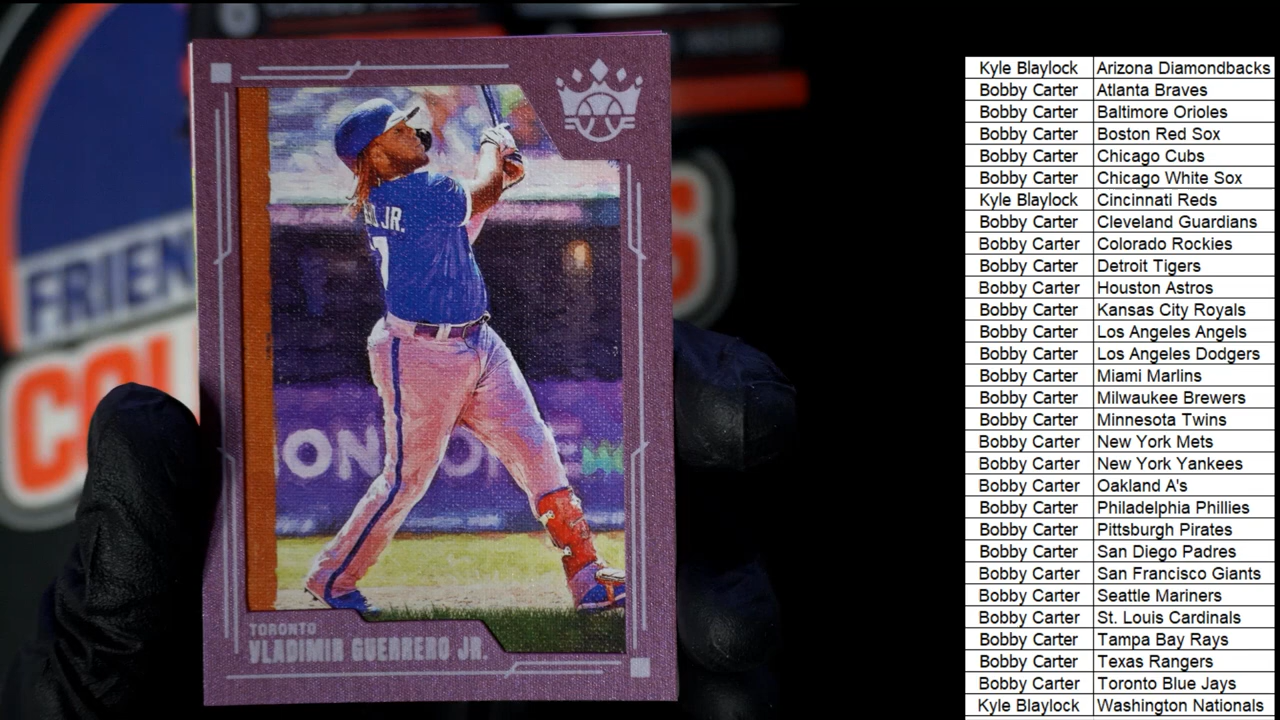 FRIEN
COL
S
JR.
7
ON
TORONTO
VLADIMIR GUERRERO JR.
Kyle Blaylock Arizona Diamondbacks
Bobby Carter Atlanta Braves
Bobby Carter Baltimore Orioles
Bobby Carter Boston Red Sox
Bobby Carter Chicago Cubs
Bobby Carter Chicago White Sox
Kyle Blaylock Cincinnati Reds
Bobby Carter Cleveland Guardians
Bobby Carter Colorado Rockies
Bobby Carter Detroit Tigers
Bobby Carter Houston Astros
Bobby Carter Kansas City Royals
Bobby Carter Los Angeles Angels
Bobby Carter Los Angeles Dodgers
Bobby Carter Miami Marlins
Bobby Carter Milwaukee Brewers
Bobby Carter Minnesota Twins
Bobby Carter New York Mets
Bobby Carter New York Yankees
Bobby Carter Oakland A's
Bobby Carter Philadelphia Phillies
Bobby Carter Pittsburgh Pirates
Bobby Carter San Diego Padres
Bobby Carter San Francisco Giants
Bobby Carter Seattle Mariners
Bobby Carter St. Louis Cardinals
Bobby Carter Tampa Bay Rays
Bobby Carter Texas Rangers
Bobby Carter Toronto Blue Jays
Kyle Blaylock Washington Nationals